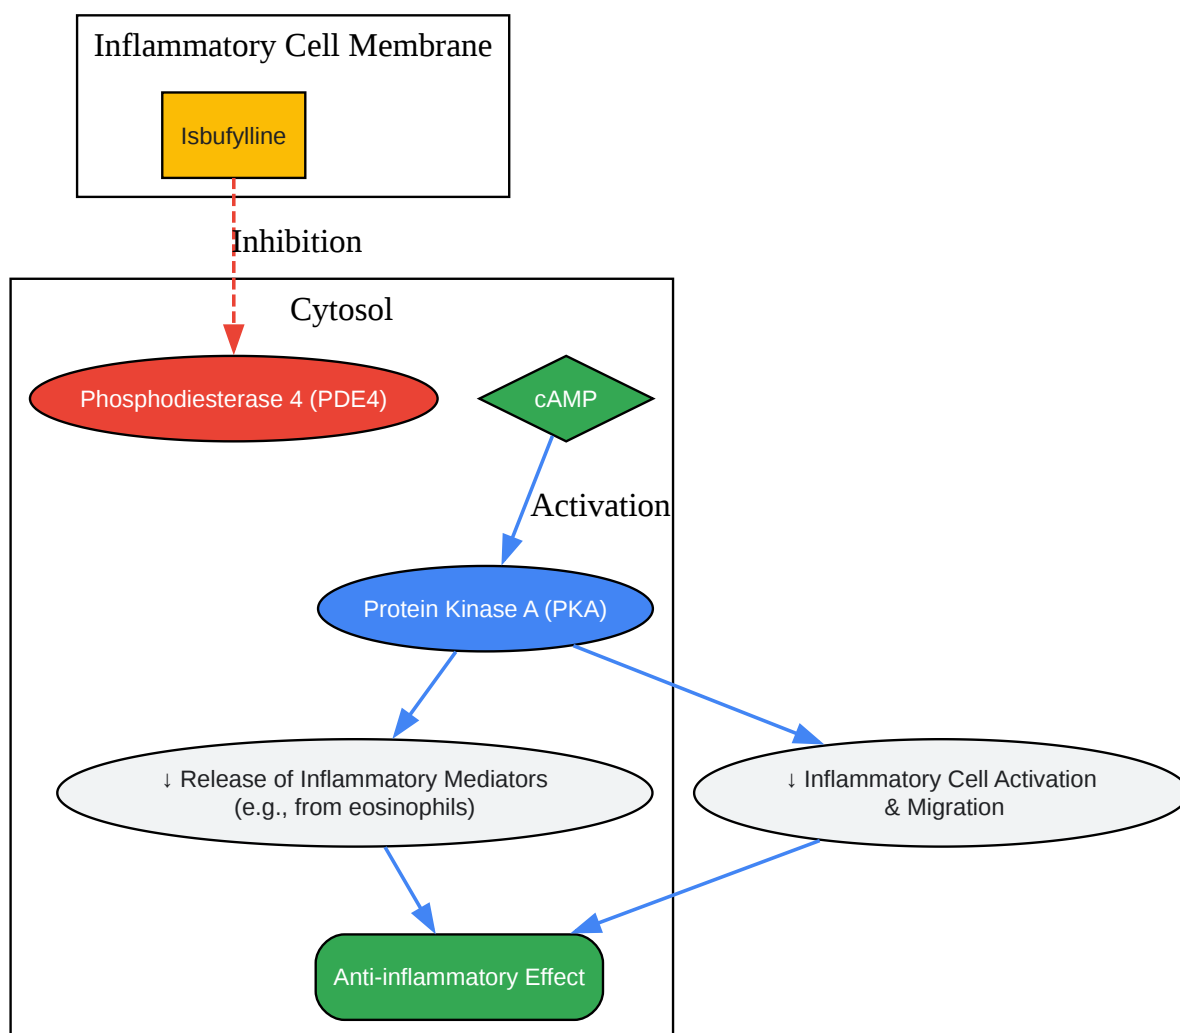 Inflammatory Cell Membrane
Isbufylline
Inhibition
Cytosol
Phosphodiesterase 4 (PDE4)
cAMP
Activation
Protein Kinase A (PKA)
↓ Release of Inflammatory Mediators
(e.g., from eosinophils)
↓ Inflammatory Cell Activation
& Migration
Anti-inflammatory Effect